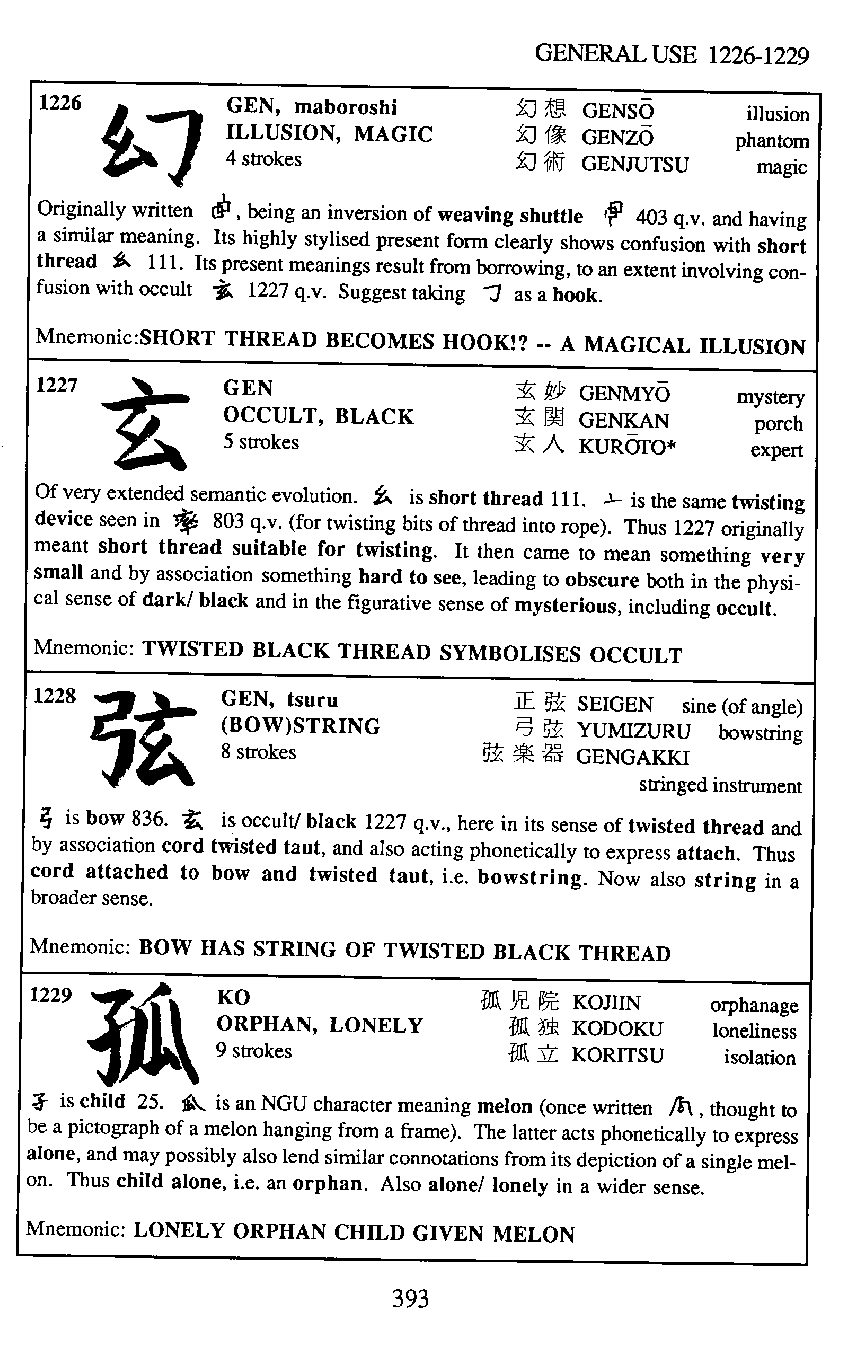 GENERAL USE 1226-1229
1226
幻
GEN, maboroshi
ILLUSION, MAGIC
4 strokes
幻想 GENSŌ illusion
幻像 GENZŌ phantom
幻術 GENJUTSU magic
Originally written , being an inversion of weaving shuttle 403 q.v. and having
a similar meaning. Its highly stylised present form clearly shows confusion with short
thread 幺 111. Its present meanings result from borrowing, to an extent involving con-
fusion with occult 玄 1227 q.v. Suggest taking as a hook.
Mnemonic:SHORT THREAD BECOMES HOOK!? -- A MAGICAL ILLUSION
1227
玄
GEN
OCCULT, BLACK
5 strokes
玄妙 GENMYŌ mystery
玄関 GENKAN porch
玄人 KURŌTO* expert
Of very extended semantic evolution. 幺 is short thread 111. 亠 is the same twisting
device seen in 率 803 q.v. (for twisting bits of thread into rope). Thus 1227 originally
meant short thread suitable for twisting. It then came to mean something very
small and by association something hard to see, leading to obscure both in the physi-
cal sense of dark/ black and in the figurative sense of mysterious, including occult.
Mnemonic: TWISTED BLACK THREAD SYMBOLISES OCCULT
1228
弦
GEN, tsuru
(BOW)STRING
8 strokes
正弦 SEIGEN sine (of angle)
弓弦 YUMIZURU bowstring
弦楽器 GENGAKKI
stringed instrument
弓 is bow 836. 玄 is occult/ black 1227 q.v., here in its sense of twisted thread and
by association cord twisted taut, and also acting phonetically to express attach. Thus
cord attached to bow and twisted taut, i.e. bowstring. Now also string in a
broader sense.
Mnemonic: BOW HAS STRING OF TWISTED BLACK THREAD
1229
孤
KO
ORPHAN, LONELY
9 strokes
孤児院 KOJIIN orphanage
孤独 KODOKU loneliness
孤立 KORITSU isolation
子 is child 25. 瓜 is an NGU character meaning melon (once written , thought to
be a pictograph of a melon hanging from a frame). The latter acts phonetically to express
alone, and may possibly also lend similar connotations from its depiction of a single mel-
on. Thus child alone, i.e. an orphan. Also alone/ lonely in a wider sense.
Mnemonic: LONELY ORPHAN CHILD GIVEN MELON
393